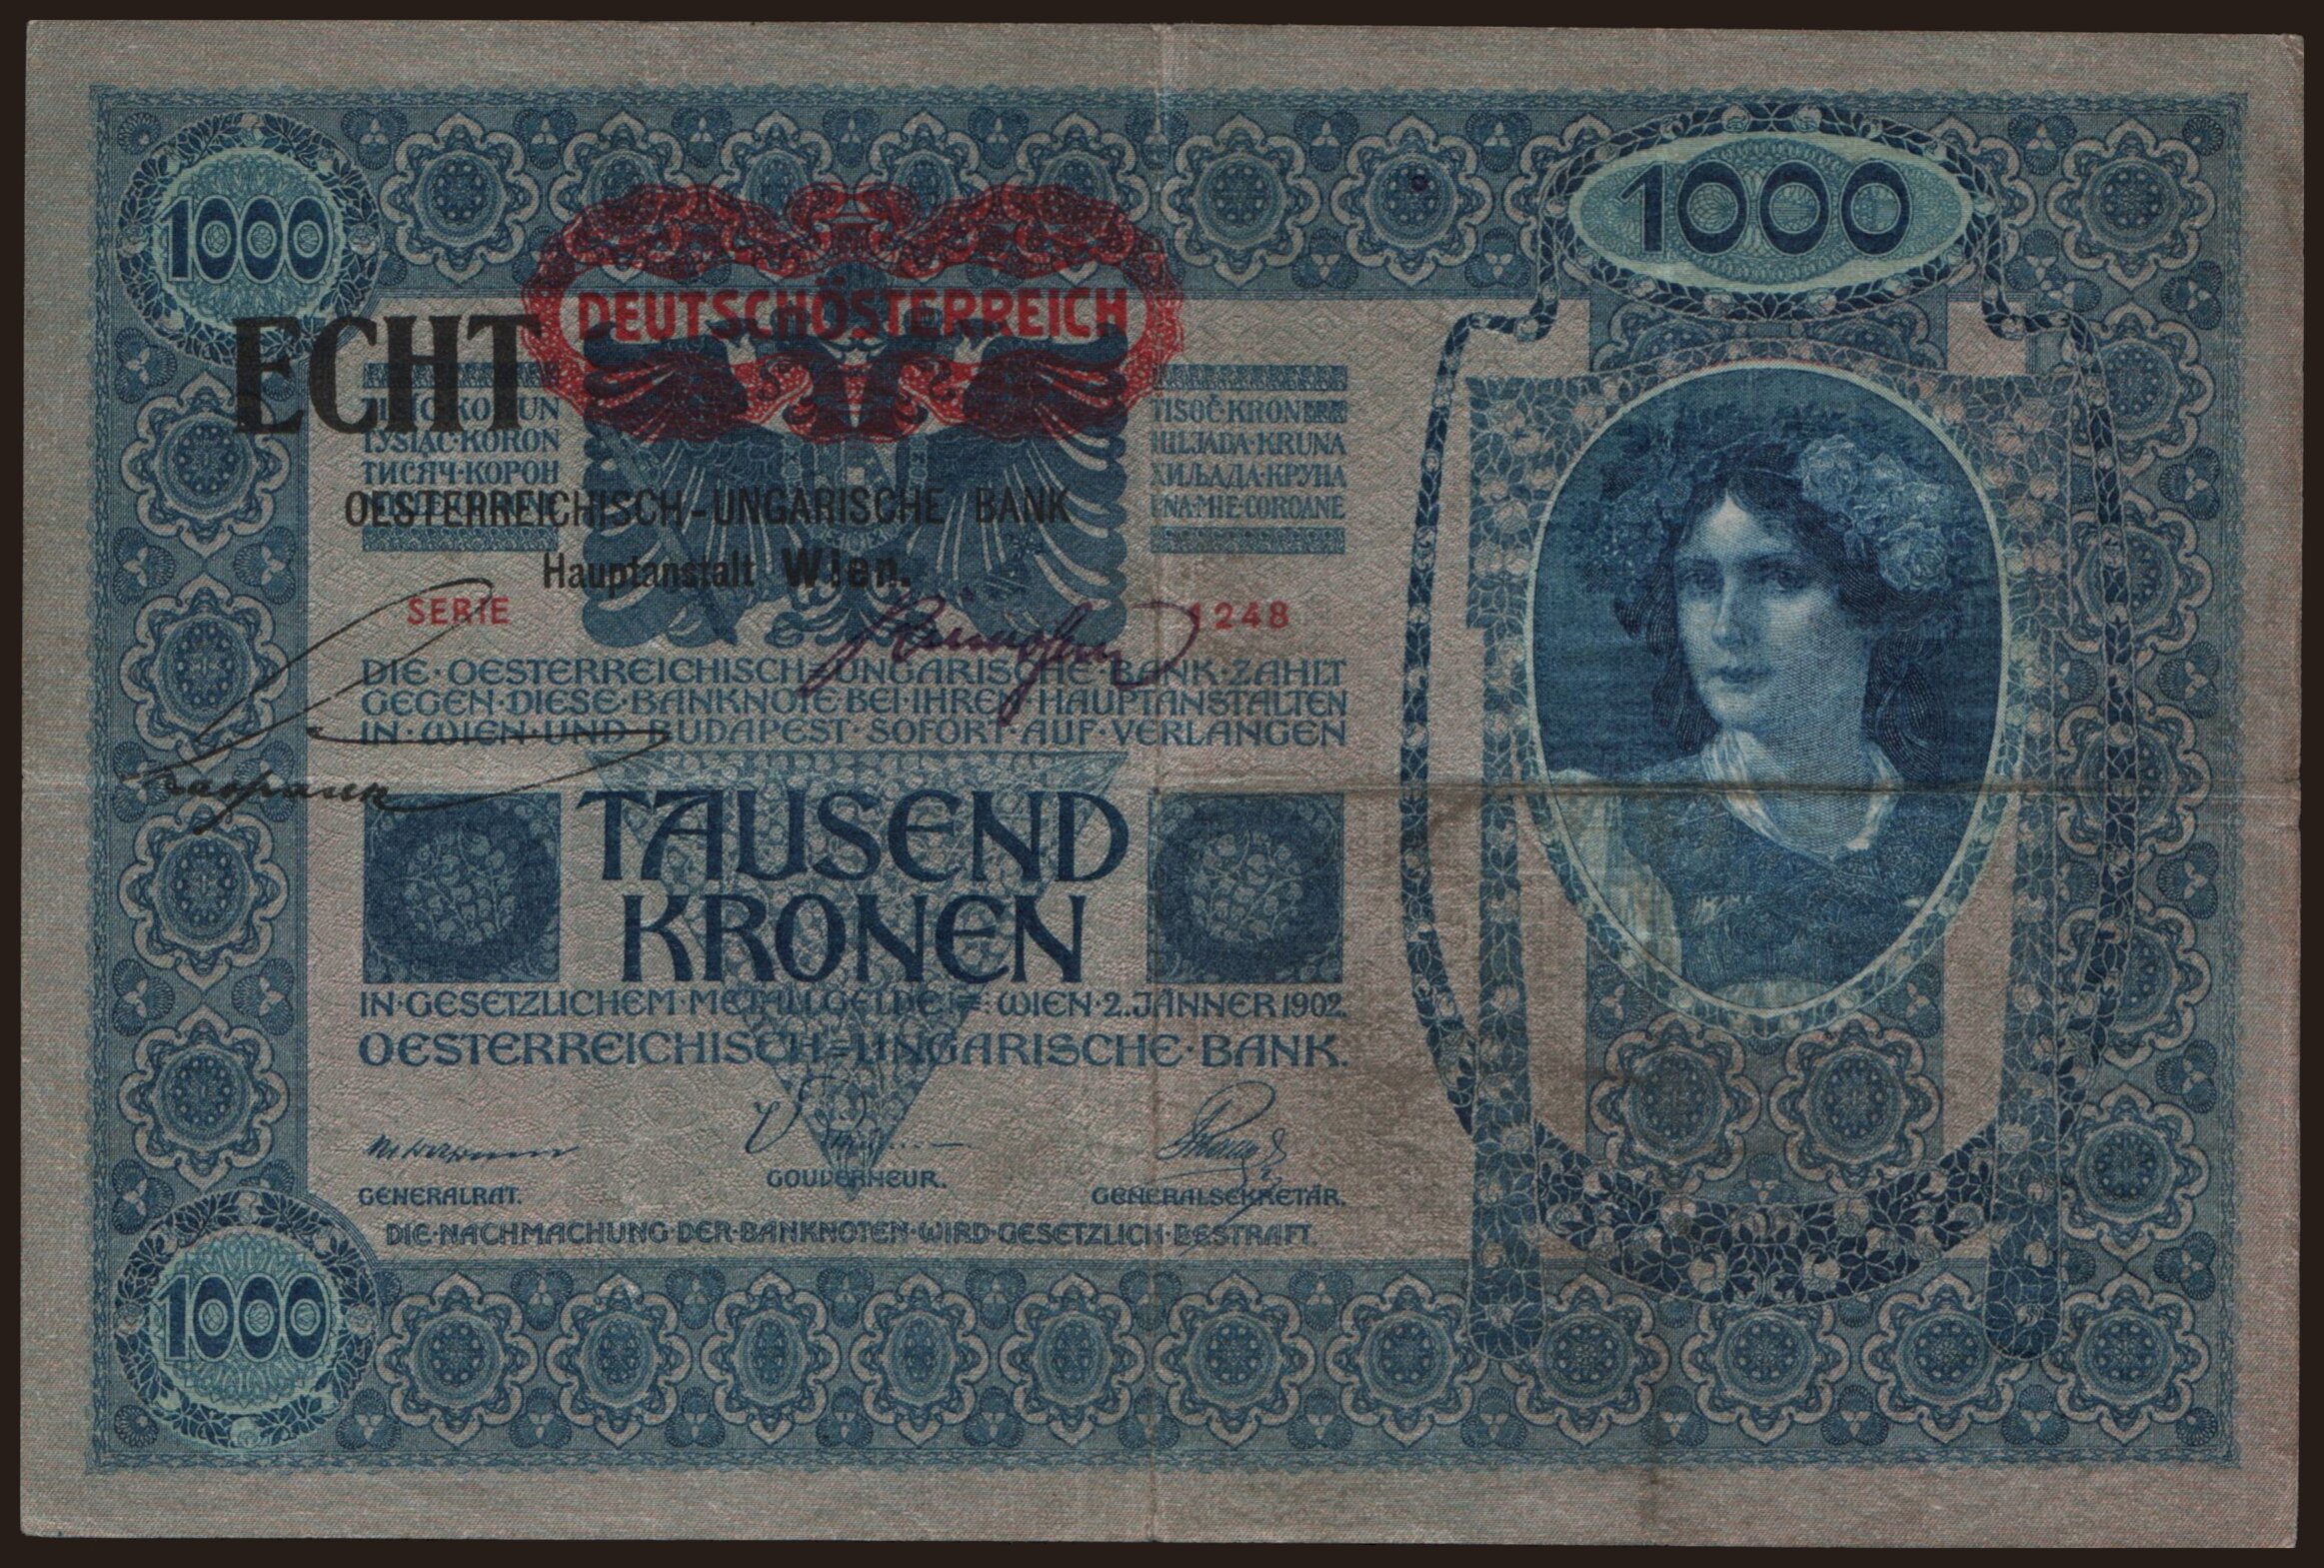 1000
1000
DEUTSCHÖSTERREICH
ECHT
TYSIĄC·KORON
ТИСЯЧ·КОРОН
TISOČ·KRON
HILJADA·KRUNA
ХИЉАДА·КРУНА
UNA·MIE·COROANE
OESTERREICHISCH-UNGARISCHE BANK
Hauptanstalt Wien.
SERIE 1248
DIE·OESTERREICHISCH=UNGARISCHE·BANK·ZAHLT
GEGEN·DIESE·BANKNOTE·BEI·IHREN·HAUPTANSTALTEN
IN·WIEN·UND·BUDAPEST·SOFORT·AUF·VERLANGEN
TAUSEND
KRONEN
IN·GESETZLICHEM·METALLGELDE!=:WIEN·2.JÄNNER 1902.
OESTERREICHISCH=UNGARISCHE·BANK.
GENERALRAT.
GOUVERNEUR.
GENERALSEKRETÄR.
DIE·NACHMACHUNG·DER·BANKNOTEN·WIRD·GESETZLICH·BESTRAFT.
1000